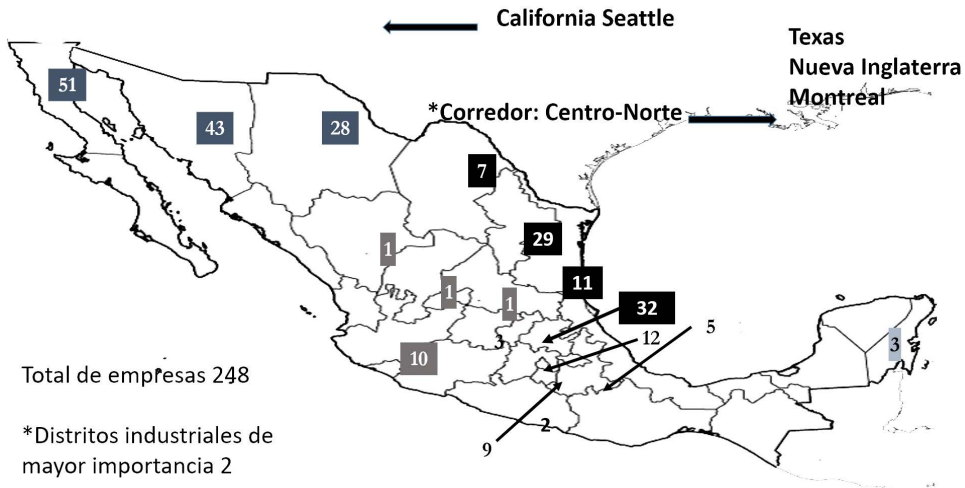 California Seattle
Texas
Nueva Inglaterra
Montreal
*Corredor: Centro-Norte
51
43
28
7
29
1
1
1
11
32
12
5
10
3
9
2
Total de empresas 248
*Distritos industriales de
mayor importancia 2